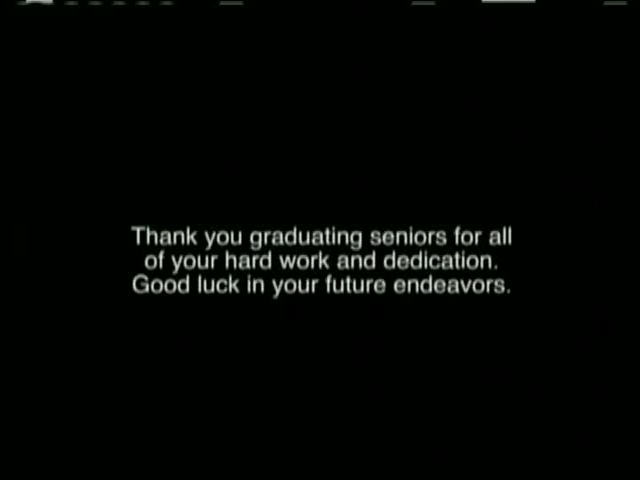 Thank you graduating seniors for all
of your hard work and dedication.
Good luck in your future endeavors.